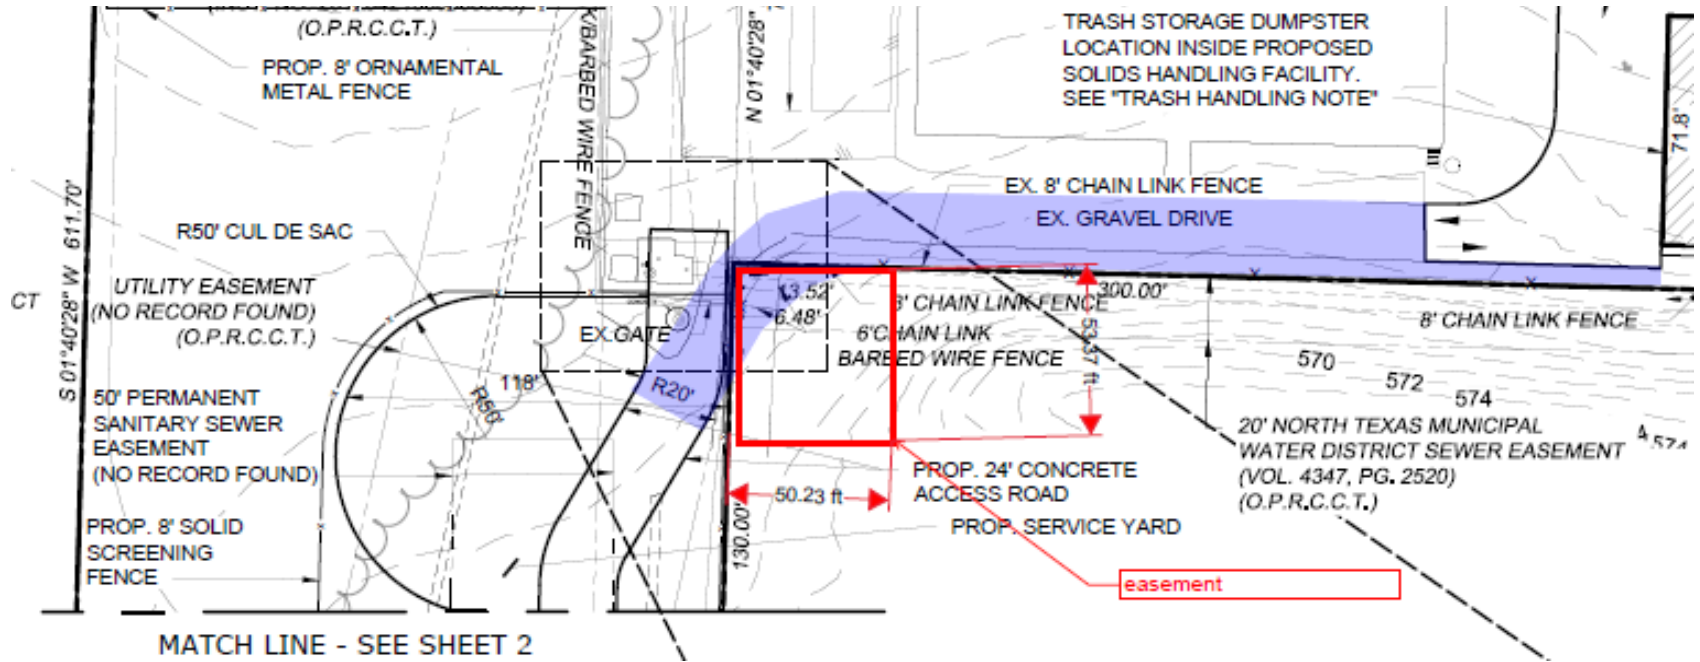 (O.P.R.C.C.T.)
PROP. 8' ORNAMENTAL
METAL FENCE
K/BARBED WIRE FENCE
N 01°40'28"
TRASH STORAGE DUMPSTER
LOCATION INSIDE PROPOSED
SOLIDS HANDLING FACILITY.
SEE "TRASH HANDLING NOTE"
71.8'
S 01°40'28" W 611.70'
R50' CUL DE SAC
EX. 8' CHAIN LINK FENCE
EX. GRAVEL DRIVE
CT
UTILITY EASEMENT
(NO RECORD FOUND)
(O.P.R.C.C.T.)
EX.GATE
13.52'
6.48'
8' CHAIN LINK FENCE
300.00'
6'CHAIN LINK
BARBED WIRE FENCE
53.37 ft
8' CHAIN LINK FENCE
570
572
574
4.574
118'
R50'
R20'
50' PERMANENT
SANITARY SEWER
EASEMENT
(NO RECORD FOUND)
20' NORTH TEXAS MUNICIPAL
WATER DISTRICT SEWER EASEMENT
(VOL. 4347, PG. 2520)
(O.P.R.C.C.T.)
PROP. 24' CONCRETE
ACCESS ROAD
50.23 ft
PROP. SERVICE YARD
130.00'
PROP. 8' SOLID
SCREENING
FENCE
easement
MATCH LINE - SEE SHEET 2